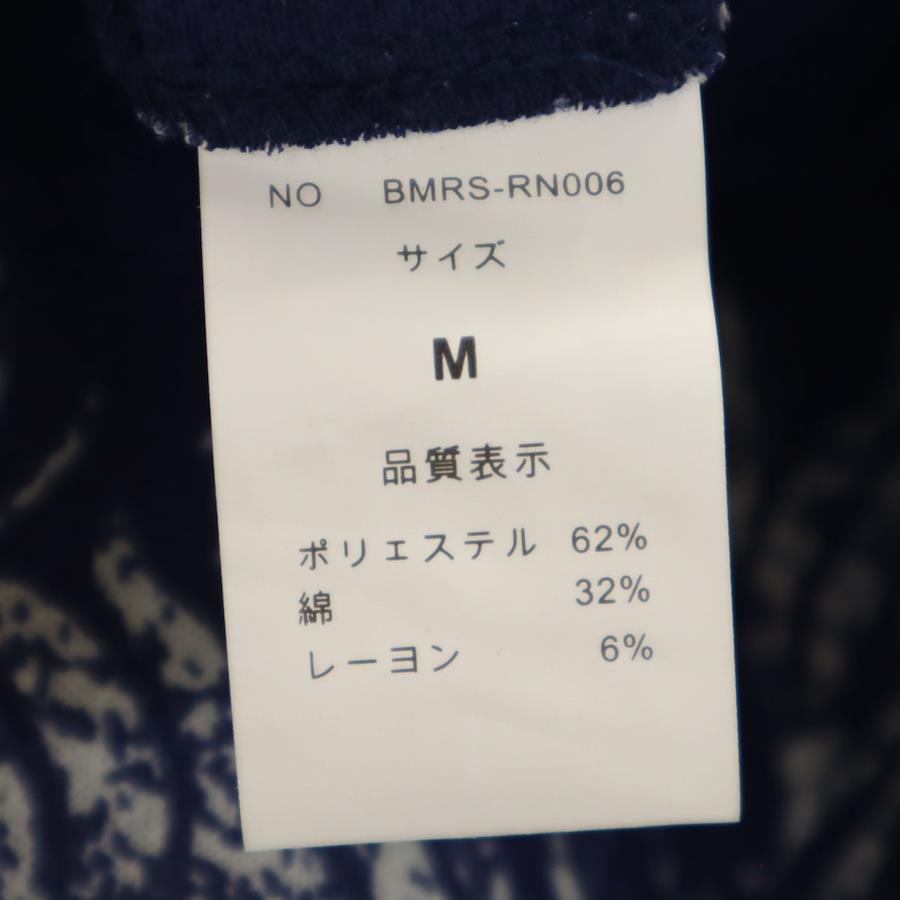 NO BMRS-RN006
サイズ
M
品質表示
ポリエステル 62%
綿 32%
レーヨン 6%